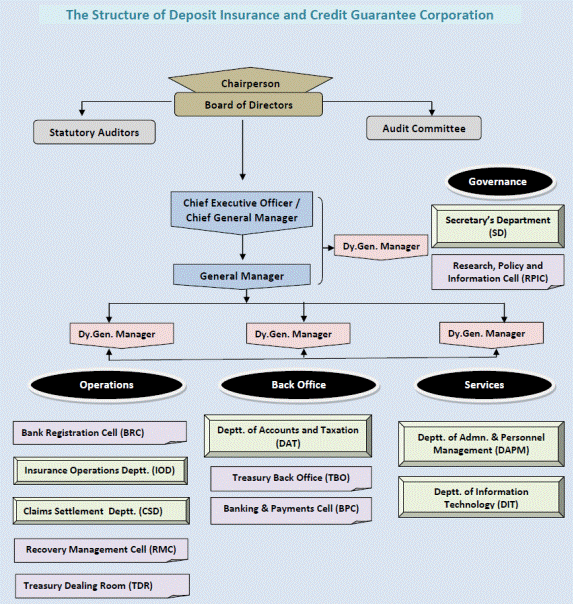 The Structure of Deposit Insurance and Credit Guarantee Corporation
Chairperson
Board of Directors
Statutory Auditors
Audit Committee
Governance
Chief Executive Officer /
Chief General Manager
Secretary's Department
(SD)
Dy.Gen. Manager
Research, Policy and
Information Cell (RPIC)
General Manager
Dy.Gen. Manager
Dy.Gen. Manager
Dy.Gen. Manager
Operations
Back Office
Services
Bank Registration Cell (BRC)
Insurance Operations Deptt. (IOD)
Claims Settlement Deptt. (CSD)
Recovery Management Cell (RMC)
Treasury Dealing Room (TDR)
Deptt. of Accounts and Taxation
(DAT)
Treasury Back Office (TBO)
Banking & Payments Cell (BPC)
Deptt. of Admn. & Personnel
Management (DAPM)
Deptt. of Information
Technology (DIT)